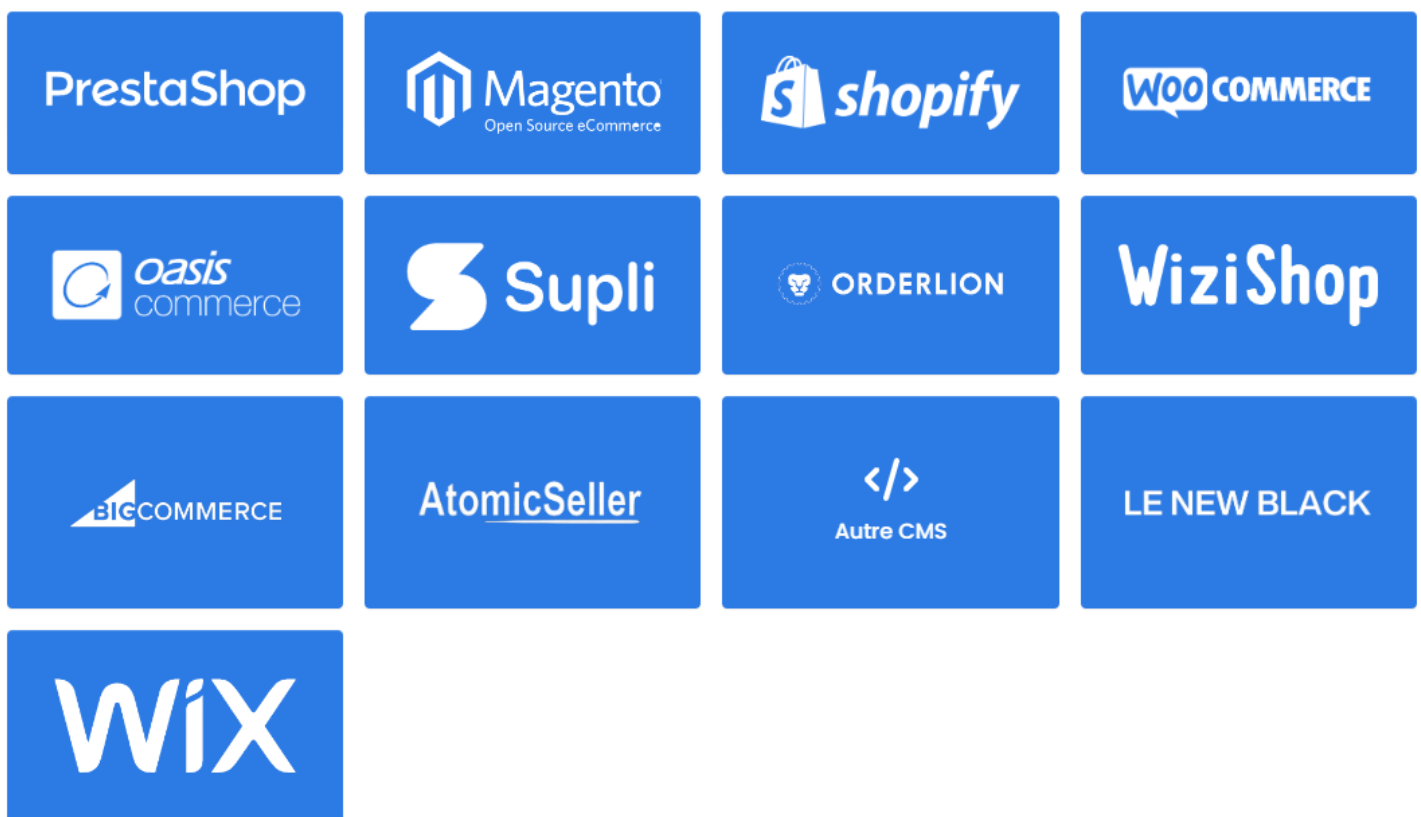 PrestaShop
Magento
Open Source eCommerce
S shopify
WOO COMMERCE
oasis
commerce
Supli
ORDERLION
WiziShop
BIGCOMMERCE
AtomicSeller
</>
Autre CMS
LE NEW BLACK
WiX